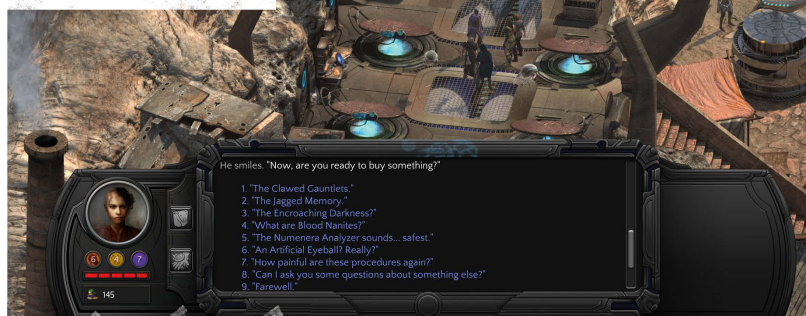 He smiles. "Now, are you ready to buy something?"
1. "The Clawed Gauntlets."
2. "The Jagged Memory."
3. "The Encroaching Darkness?"
4. "What are Blood Nanites?"
5. "The Numenera Analyzer sounds... safest."
6. "An Artificial Eyeball? Really?"
7. "How painful are these procedures again?"
8. "Can I ask you some questions about something else?"
9. "Farewell."
6 4 7
145